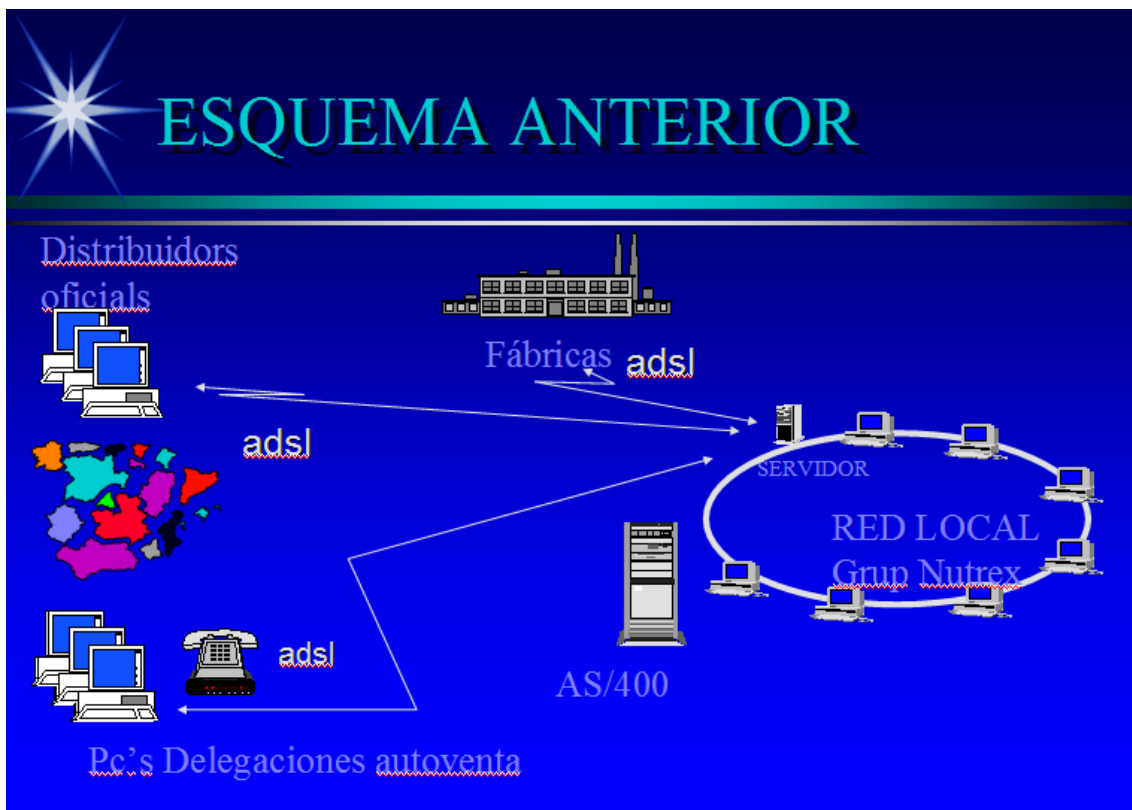 ESQUEMA ANTERIOR
Distribuidors
oficials
Fábricas
adsl
adsl
SERVIDOR
RED LOCAL
Grup Nutrex
adsl
AS/400
Pc's Delegaciones autoventa